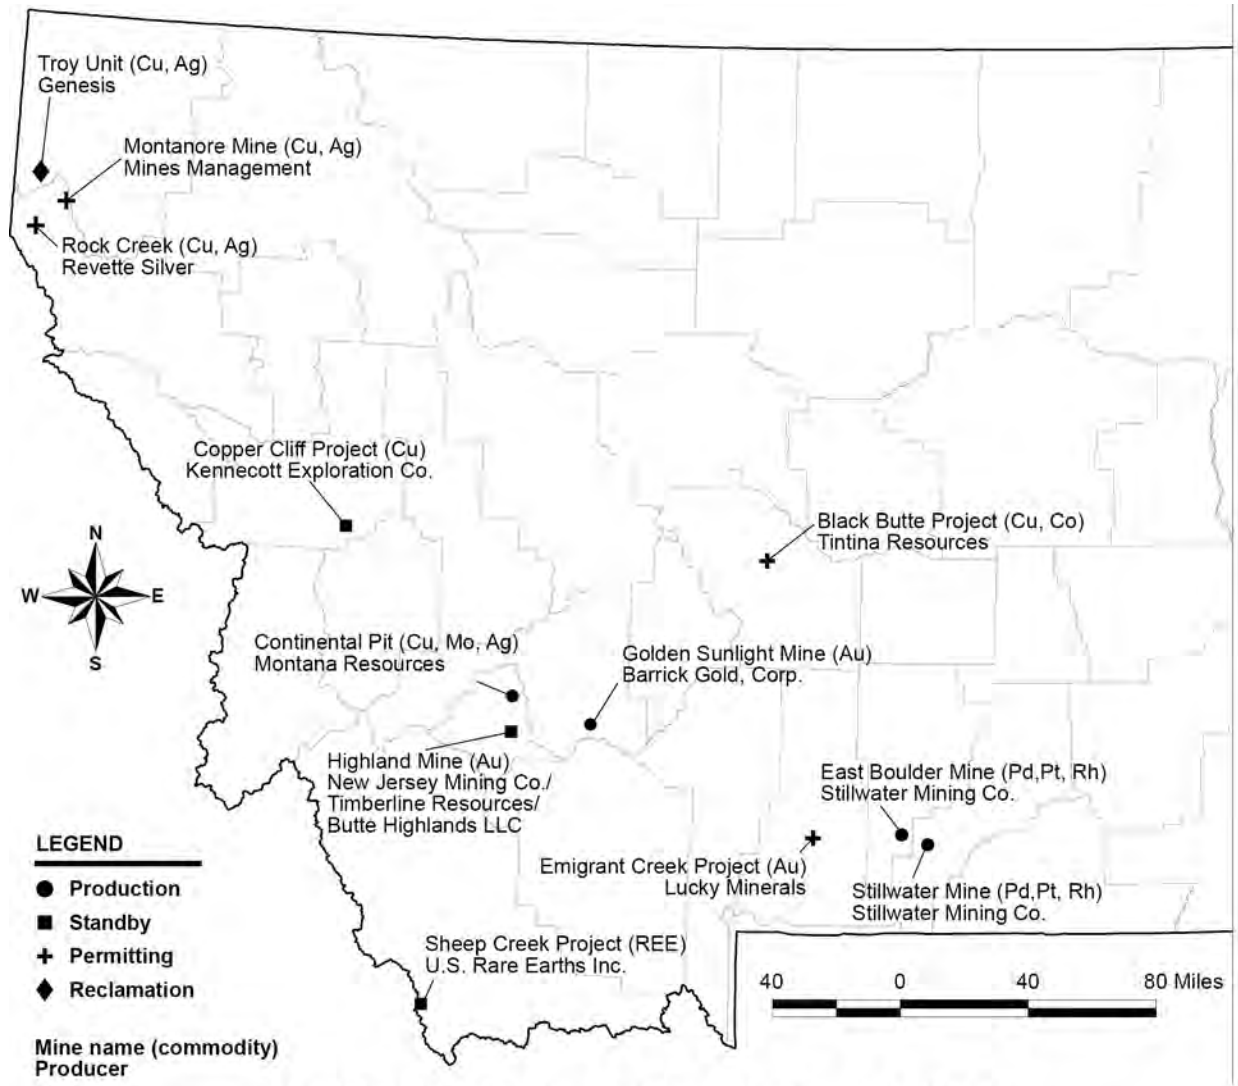 Troy Unit (Cu, Ag)
Genesis
Montanore Mine (Cu, Ag)
Mines Management
Rock Creek (Cu, Ag)
Revette Silver
Copper Cliff Project (Cu)
Kennecott Exploration Co.
Black Butte Project (Cu, Co)
Tintina Resources
N
W
E
S
Continental Pit (Cu, Mo, Ag)
Montana Resources
Golden Sunlight Mine (Au)
Barrick Gold, Corp.
Highland Mine (Au)
New Jersey Mining Co./
Timberline Resources/
Butte Highlands LLC
East Boulder Mine (Pd,Pt, Rh)
Stillwater Mining Co.
Emigrant Creek Project (Au)
Lucky Minerals
Stillwater Mine (Pd,Pt, Rh)
Stillwater Mining Co.
Sheep Creek Project (REE)
U.S. Rare Earths Inc.
LEGEND
Production
Standby
Permitting
Reclamation
Mine name (commodity)
Producer
40 0 40 80 Miles